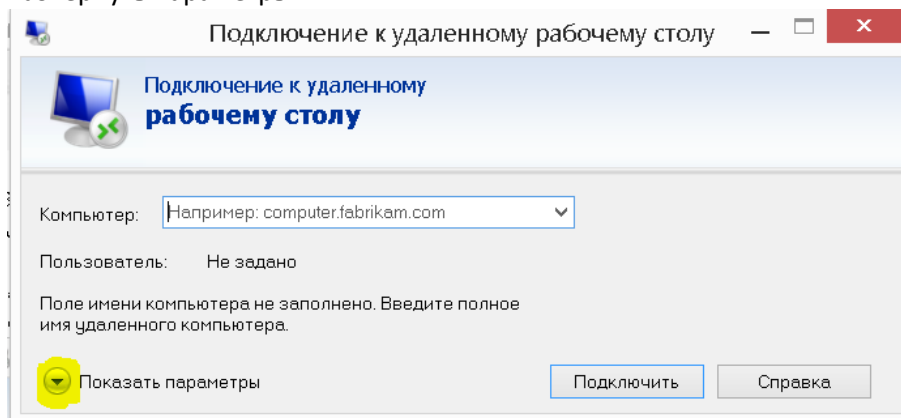 Подключение к удаленному рабочему столу
Подключение к удаленному
рабочему столу
Компьютер: Например: computer.fabrikam.com
Пользователь: Не задано
Поле имени компьютера не заполнено. Введите полное
имя удаленного компьютера.
Показать параметры Подключить Справка